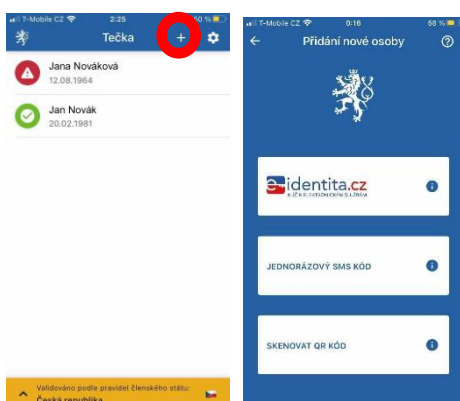 T-Mobile CZ 2:25 50 %
Tečka +
Jana Nováková
12.08.1964
Jan Novák
20.02.1981
Validováno podle pravidel členského státu:
Česká republika
T-Mobile CZ 0:16 68 %
Přidání nové osoby ?
e-identita.cz
JEDNORÁZOVÝ SMS KÓD
SKENOVAT QR KÓD